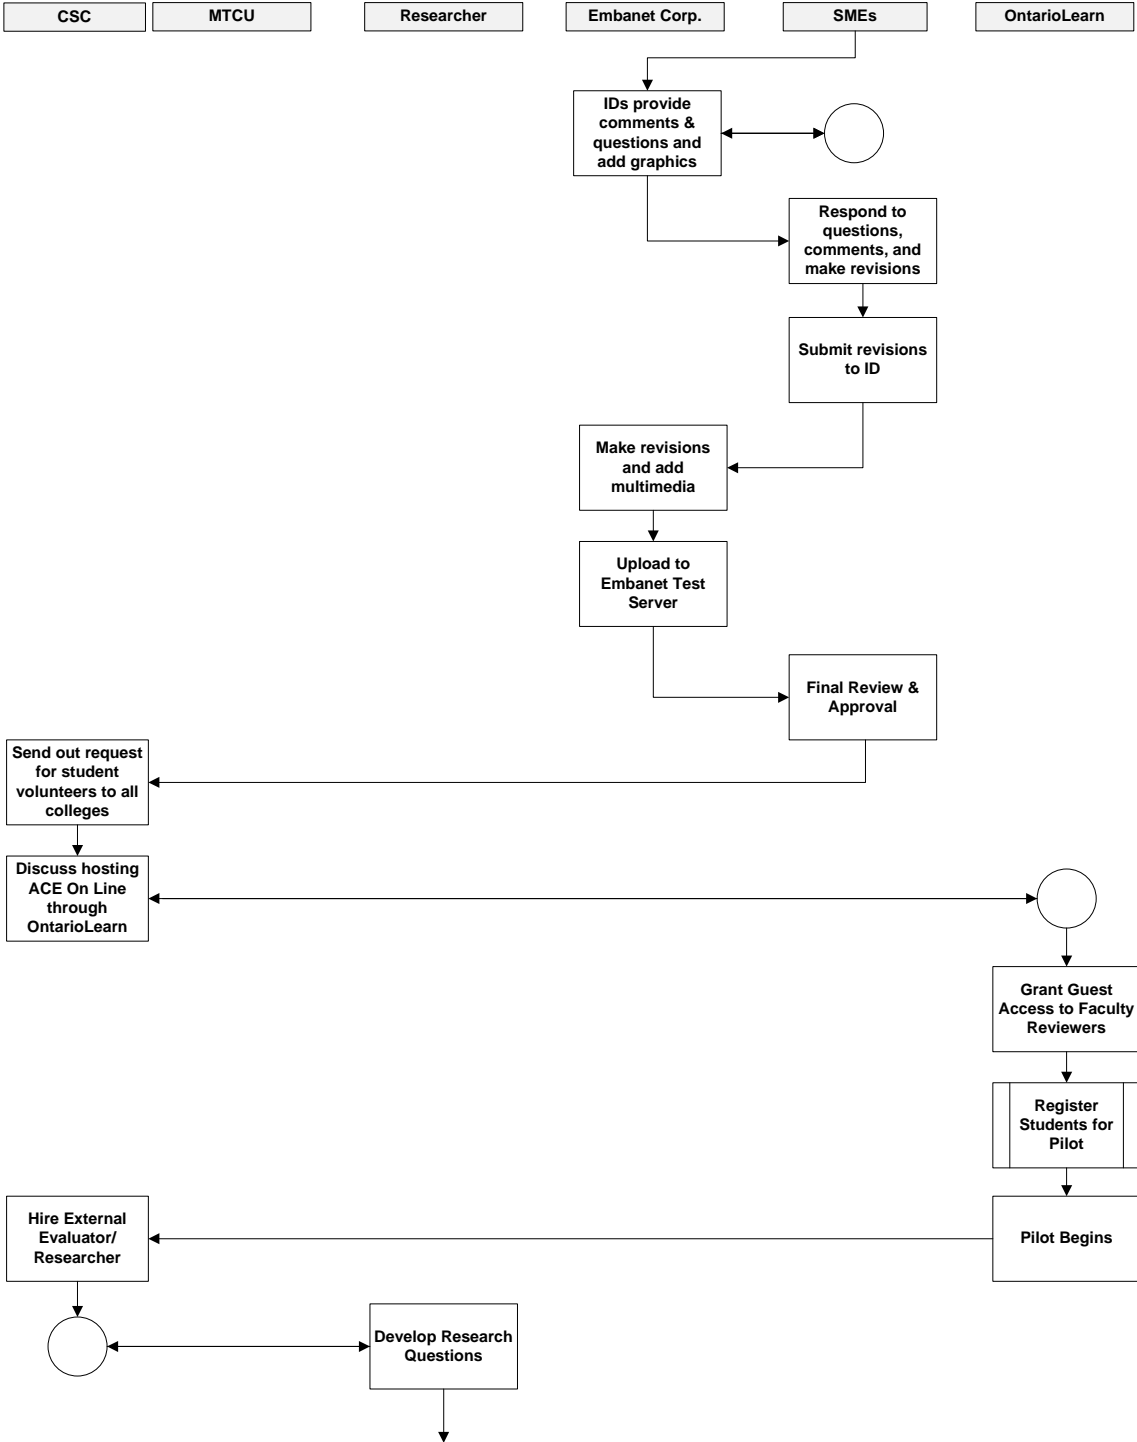 CSC
MTCU
Researcher
Embanet Corp.
SMEs
OntarioLearn
IDs provide
comments &
questions and
add graphics
Respond to
questions,
comments, and
make revisions
Submit revisions
to ID
Make revisions
and add
multimedia
Upload to
Embanet Test
Server
Final Review &
Approval
Send out request
for student
volunteers to all
colleges
Discuss hosting
ACE On Line
through
OntarioLearn
Grant Guest
Access to Faculty
Reviewers
Register
Students for
Pilot
Hire External
Evaluator/
Researcher
Pilot Begins
Develop Research
Questions